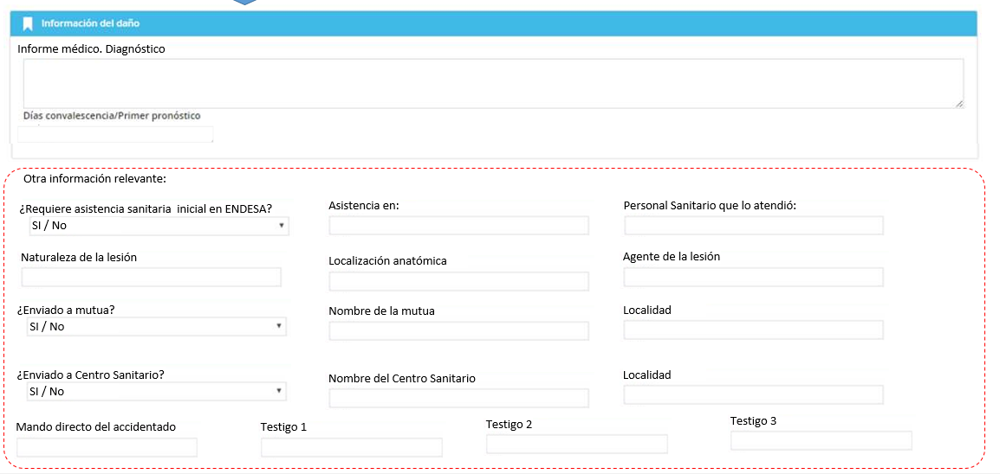 Información del daño
Informe médico. Diagnóstico
Días convalescencia/Primer pronóstico
Otra información relevante:
¿Requiere asistencia sanitaria  inicial en ENDESA?
Asistencia en:
Personal Sanitario que lo atendió:
SI / No
Naturaleza de la lesión
Localización anatómica
Agente de la lesión
¿Enviado a mutua?
Nombre de la mutua
Localidad
SI / No
¿Enviado a Centro Sanitario?
Nombre del Centro Sanitario
Localidad
SI / No
Mando directo del accidentado
Testigo 1
Testigo 2
Testigo 3